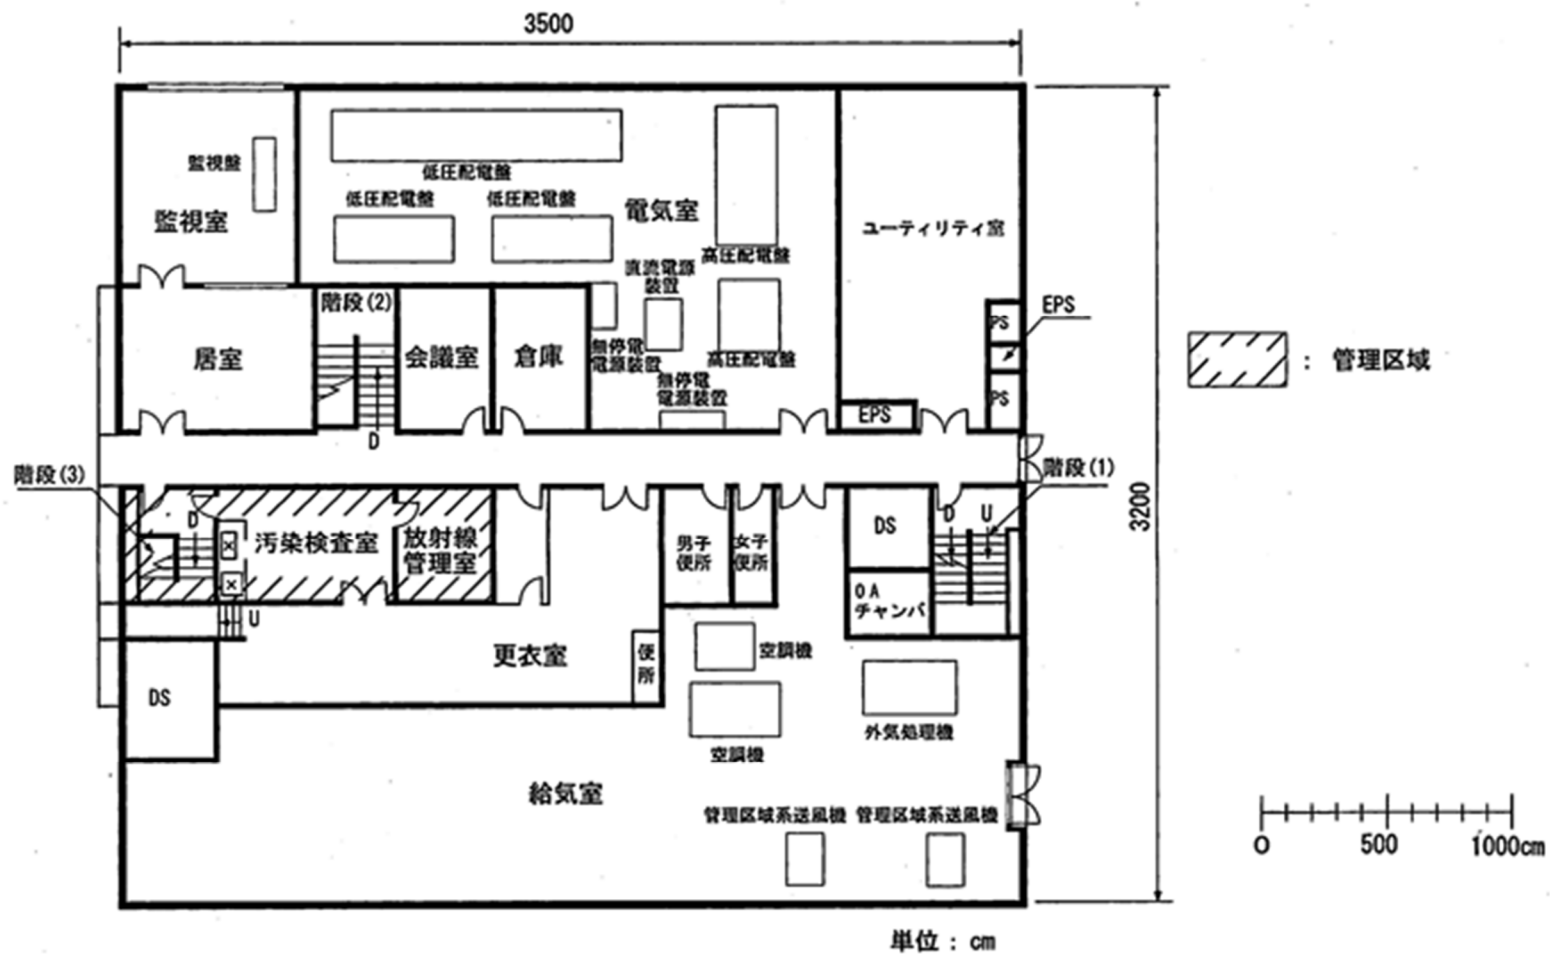 3500
監視盤
監視室
低圧配電盤
低圧配電盤
低圧配電盤
電気室
高圧配電盤
直流電源
装置
無停電
電源装置
高圧配電盤
無停電
電源装置
ユーティリティ室
PS
EPS
PS
EPS
居室
階段(2)
D
会議室
倉庫
: 管理区域
階段(3)
D
汚染検査室
放射線
管理室
U
更衣室
便
所
男子
便所
女子
便所
DS
OA
チャンバ
D
U
階段(1)
3200
DS
空調機
空調機
外気処理機
給気室
管理区域系送風機
管理区域系送風機
0
500
1000cm
単位 : cm